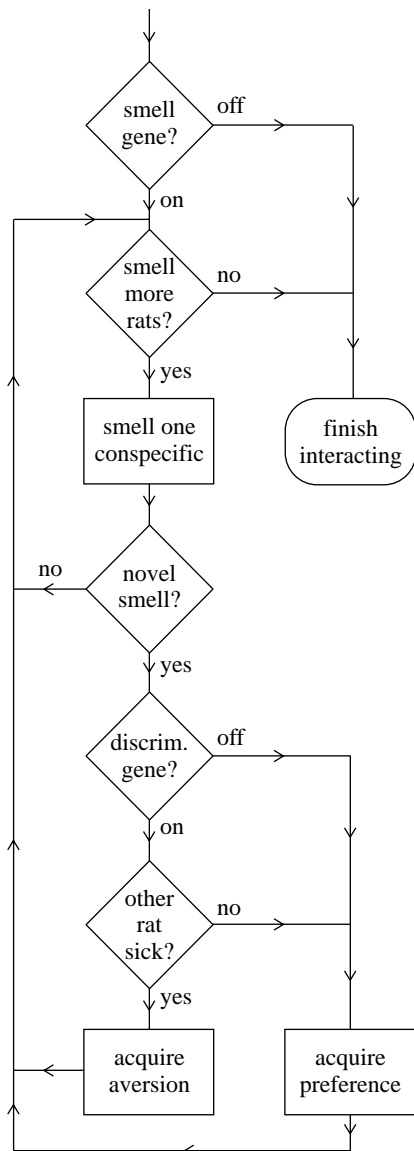 smell
gene?
off
on
smell
more
rats?
no
yes
smell one
conspecific
finish
interacting
no
novel
smell?
yes
discrim.
gene?
off
on
other
rat
sick?
no
yes
acquire
aversion
acquire
preference